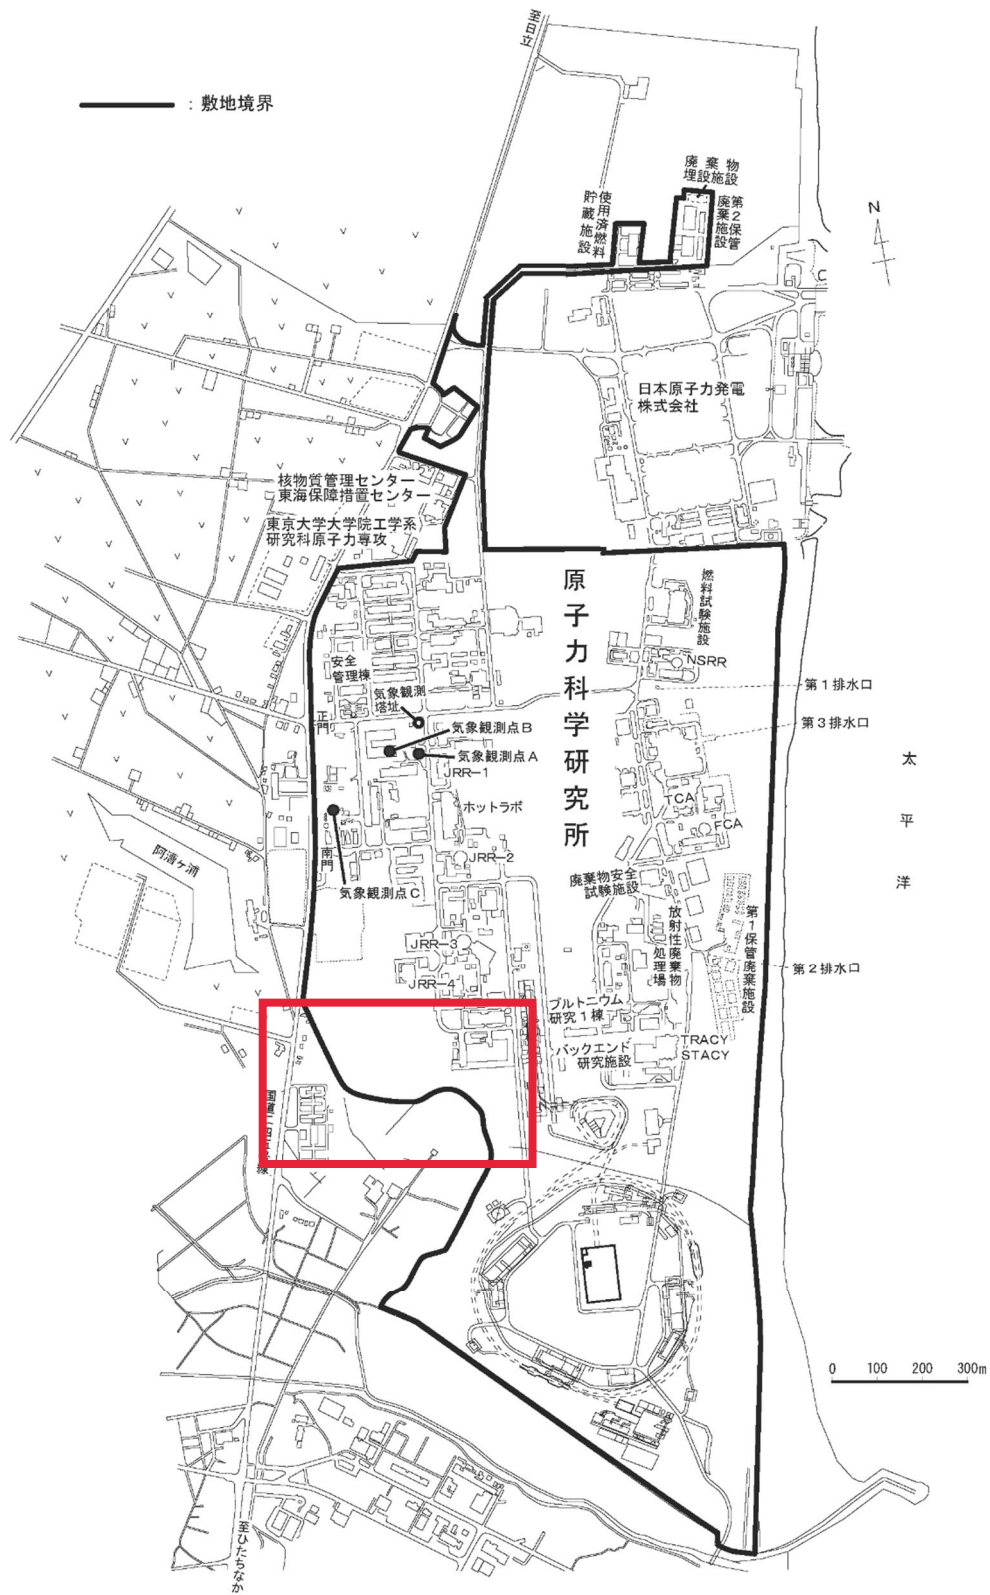 至日立
：敷地境界
廃棄物
埋設施設
使用済燃料
貯蔵施設
第2保管
廃棄施設
N
日本原子力発電
株式会社
核物質管理センター
東海保障措置センター
東京大学大学院工学系
研究科原子力専攻
原子力科学研究所
燃料試験施設
NSRR
安全
管理棟
気象観測
塔址
第1排水口
正門
気象観測点B
第3排水口
気象観測点A
JRR-1
太平洋
TCA
ホットラボ
FCA
阿漕ヶ浦
南門
JRR-2
廃棄物安全
試験施設
気象観測点C
放射性廃棄物
処理場
第1保管廃棄施設
JRR-3
第2排水口
JRR-4
プルトニウム
研究1棟
TRACY
STACY
バックエンド
研究施設
国道二四五号線
0 100 200 300m
至ひたちなか